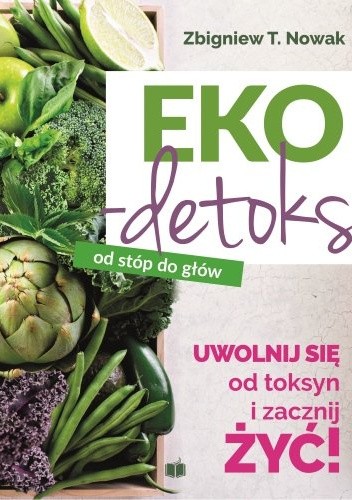 Zbigniew T. Nowak
EKO
-detoks
od stóp do głów
UWOLNIJ SIĘ
od toksyn
i zacznij
ŻYĆ!